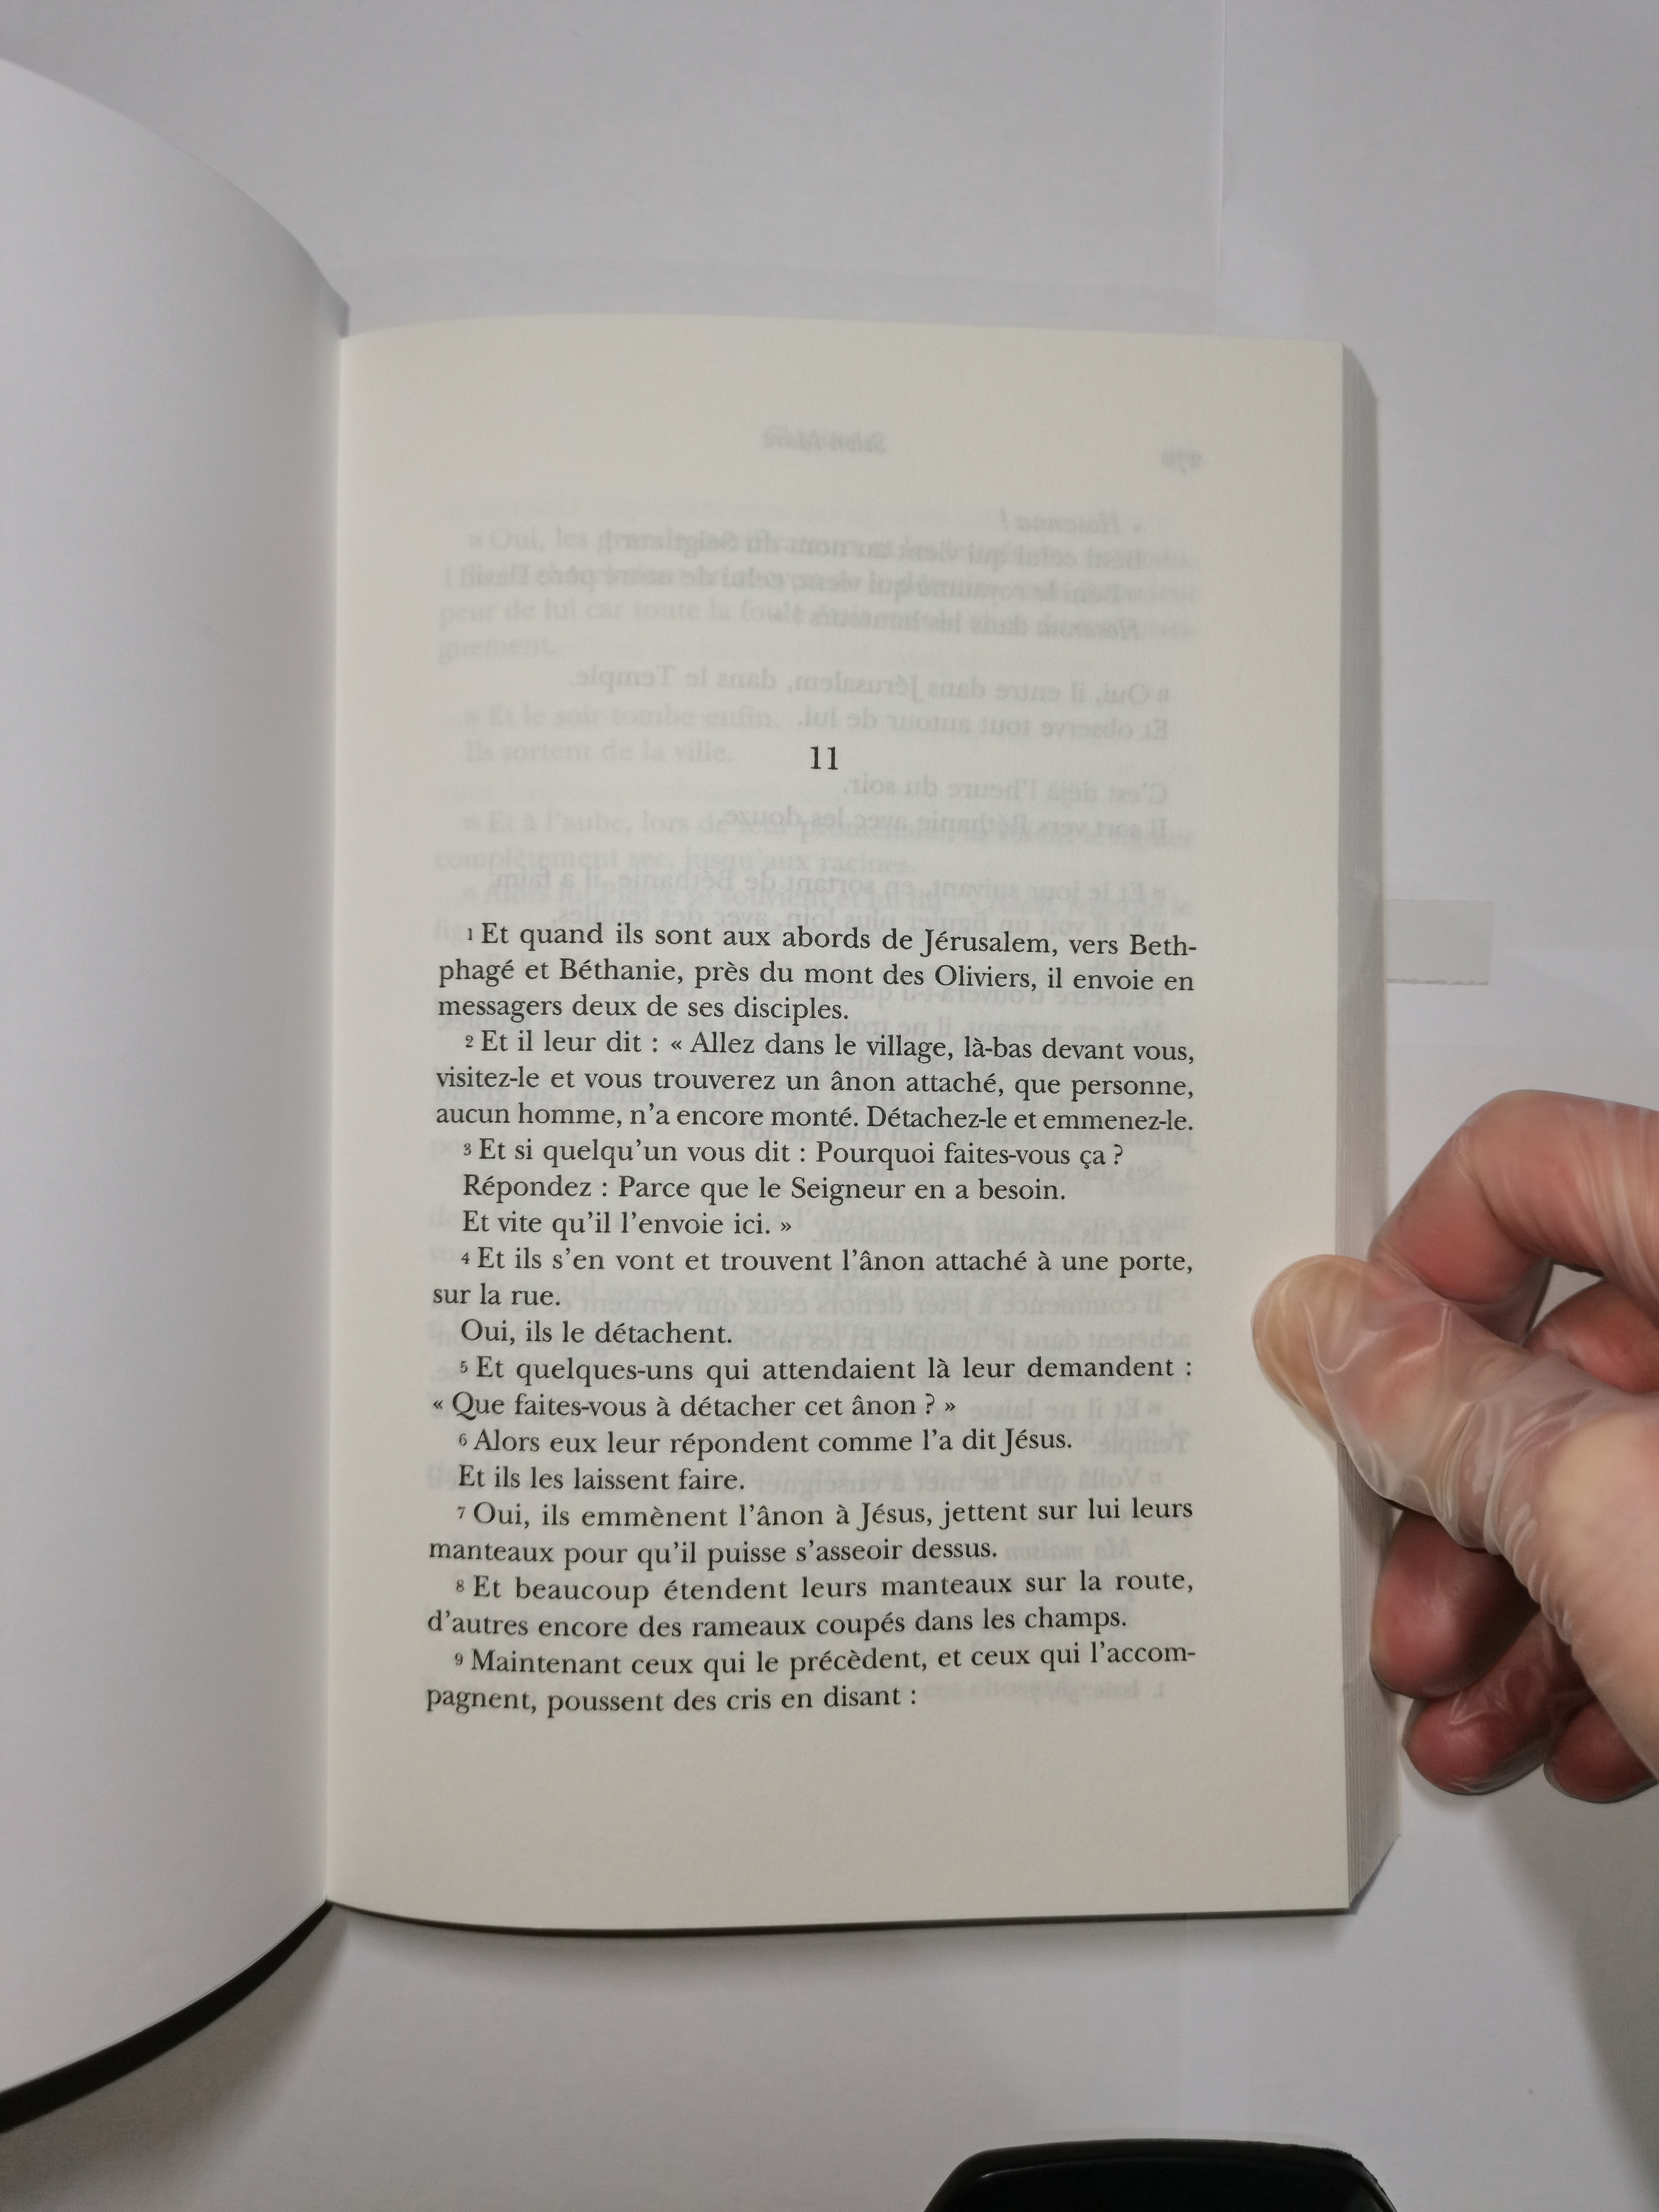 11
1 Et quand ils sont aux abords de Jérusalem, vers Beth-
phagé et Béthanie, près du mont des Oliviers, il envoie en
messagers deux de ses disciples.
2 Et il leur dit : « Allez dans le village, là-bas devant vous,
visitez-le et vous trouverez un ânon attaché, que personne,
aucun homme, n’a encore monté. Détachez-le et emmenez-le.
3 Et si quelqu’un vous dit : Pourquoi faites-vous ça ?
Répondez : Parce que le Seigneur en a besoin.
Et vite qu’il l’envoie ici. »
4 Et ils s’en vont et trouvent l’ânon attaché à une porte,
sur la rue.
Oui, ils le détachent.
5 Et quelques-uns qui attendaient là leur demandent :
« Que faites-vous à détacher cet ânon ? »
6 Alors eux leur répondent comme l’a dit Jésus.
Et ils les laissent faire.
7 Oui, ils emmènent l’ânon à Jésus, jettent sur lui leurs
manteaux pour qu’il puisse s’asseoir dessus.
8 Et beaucoup étendent leurs manteaux sur la route,
d’autres encore des rameaux coupés dans les champs.
9 Maintenant ceux qui le précèdent, et ceux qui l’accom-
pagnent, poussent des cris en disant :